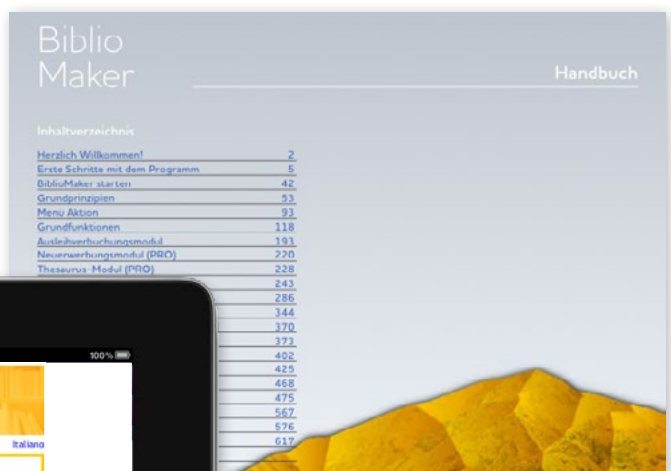 Biblio
Maker
Handbuch
Inhaltverzeichnis
Herzlich Willkommen! 2
Erste Schritte mit dem Programm 5
BiblioMaker starten 42
Grundprinzipien 53
Menu Aktion 93
Grundfunktionen 118
Ausleihverbuchungsmodul 193
Neuerwerbungsmodul (PRO) 220
Thesaurus-Modul (PRO) 228
243
286
344
370
373
402
425
468
475
567
576
617
100%
Italiano